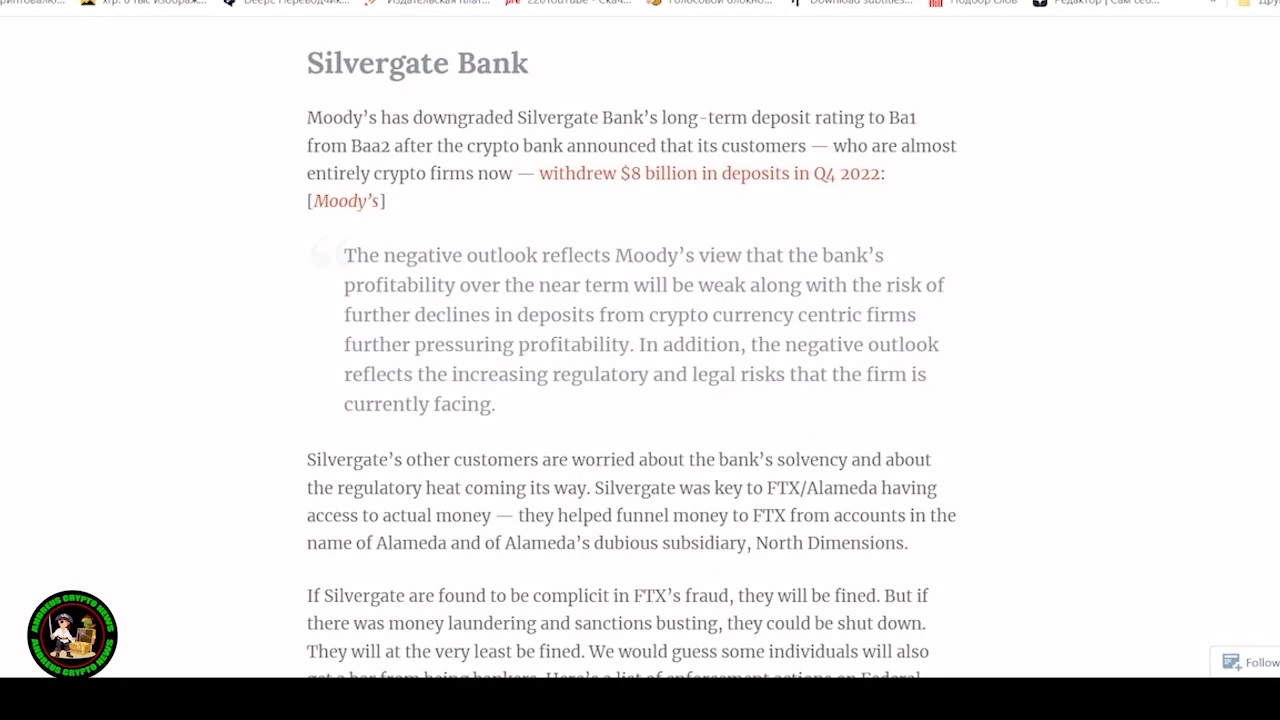 Silvergate Bank
Moody’s has downgraded Silvergate Bank’s long-term deposit rating to Ba1
from Baa2 after the crypto bank announced that its customers — who are almost
entirely crypto firms now — withdrew $8 billion in deposits in Q4 2022:
[Moody’s]
The negative outlook reflects Moody’s view that the bank’s
profitability over the near term will be weak along with the risk of
further declines in deposits from crypto currency centric firms
further pressuring profitability. In addition, the negative outlook
reflects the increasing regulatory and legal risks that the firm is
currently facing.
Silvergate’s other customers are worried about the bank’s solvency and about
the regulatory heat coming its way. Silvergate was key to FTX/Alameda having
access to actual money — they helped funnel money to FTX from accounts in the
name of Alameda and of Alameda’s dubious subsidiary, North Dimensions.
If Silvergate are found to be complicit in FTX’s fraud, they will be fined. But if
there was money laundering and sanctions busting, they could be shut down.
They will at the very least be fined. We would guess some individuals will also
ANDREUS CRYPTO NEWS
ANDREUS CRYPTO NEWS
Follow